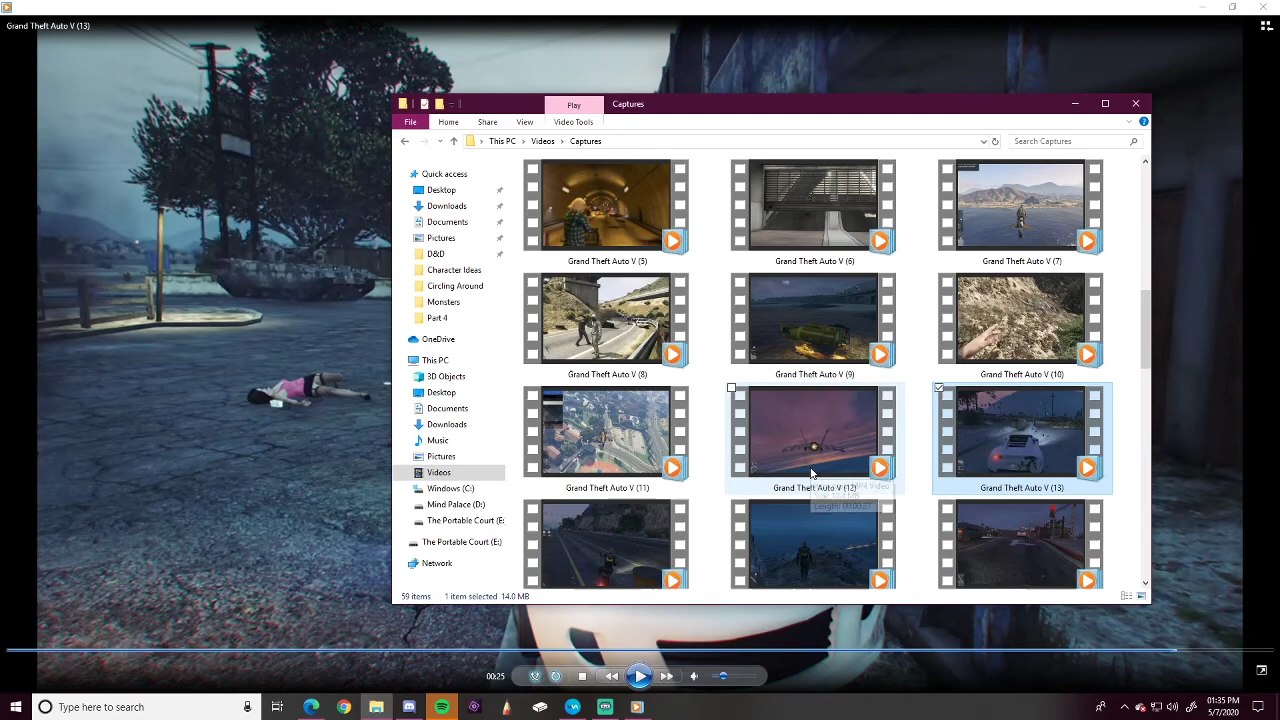 Grand Theft Auto V (13)
Play
Captures
File
Home
Share
View
Video Tools
This PC
Videos
Captures
Search Captures
Quick access
Desktop
Downloads
Documents
Pictures
D&D
Character Ideas
Circling Around
Monsters
Part 4
OneDrive
This PC
3D Objects
Desktop
Documents
Downloads
Music
Pictures
Videos
Windows (C:)
Mind Palace (D:)
The Portable Court (E:
The Portable Court (E:)
Network
Grand Theft Auto V (5)
Grand Theft Auto V (6)
Grand Theft Auto V (7)
Grand Theft Auto V (8)
Grand Theft Auto V (9)
Grand Theft Auto V (10)
Grand Theft Auto V (11)
Grand Theft Auto V (12)
Grand Theft Auto V (13)
59 items
1 item selected 14.0 MB
00:25
Type here to search
01:35 PM
5/7/2020